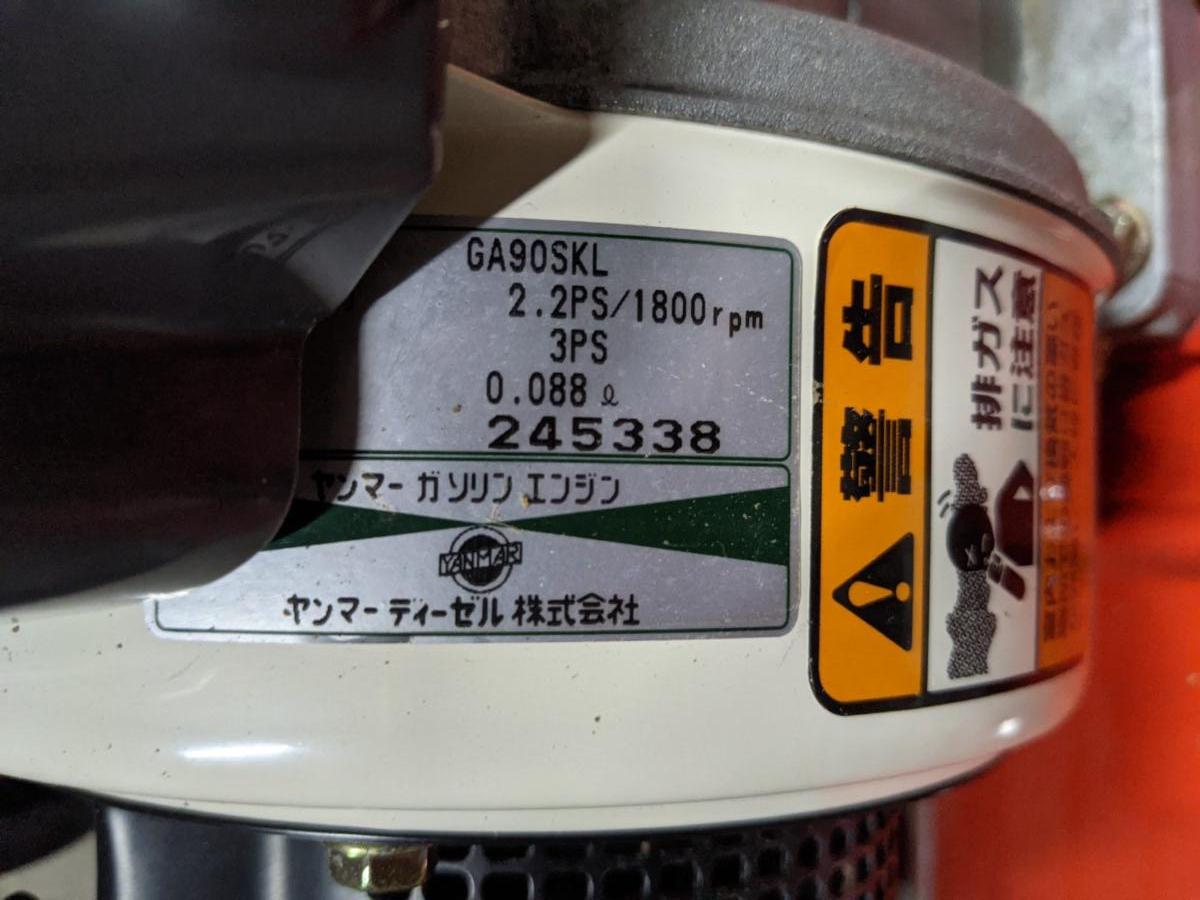 GA90SKL
2.2PS/1800rpm
3PS
0.088ℓ
245338
ヤンマー ガソリン エンジン
YANMAR
ヤンマー ディーゼル 株式会社
警告
排ガス
に注意